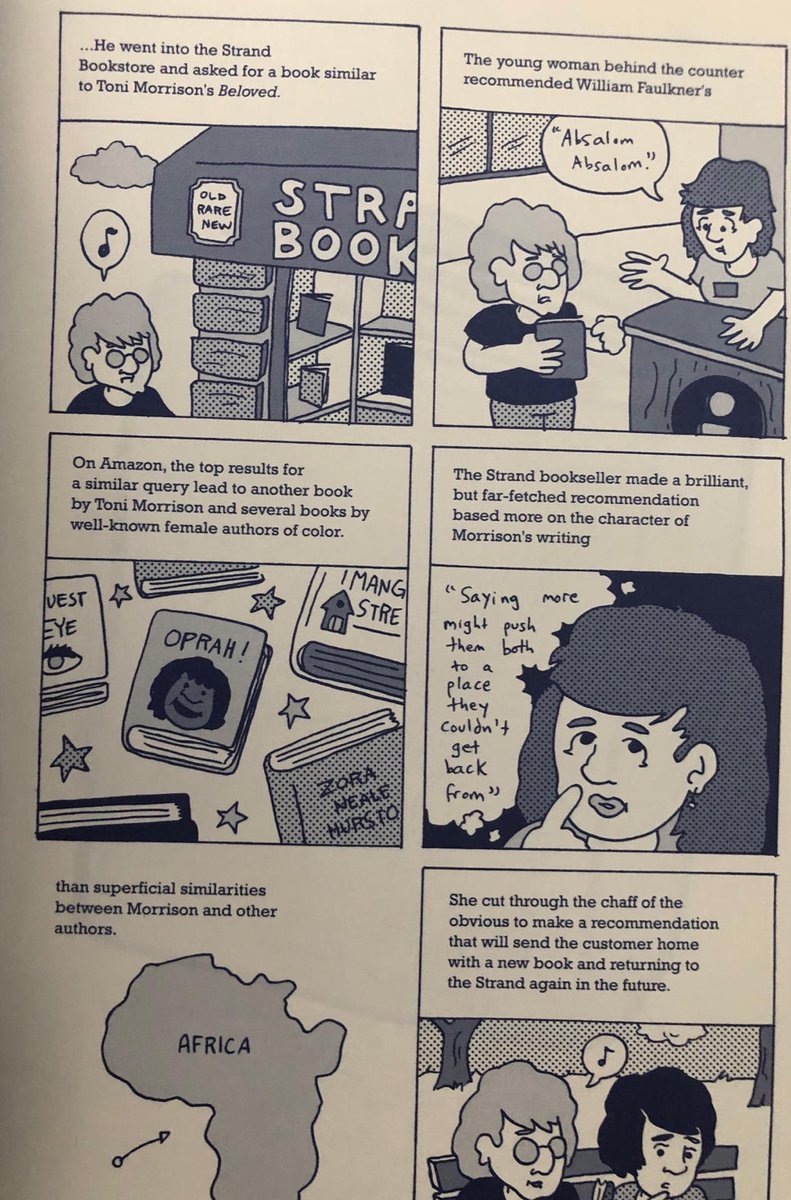 ...He went into the Strand
Bookstore and asked for a book similar
to Toni Morrison's Beloved.
OLD
RARE
NEW
STRA
BOOK
The young woman behind the counter
recommended William Faulkner's
"Absalom
Absalom."
On Amazon, the top results for
a similar query lead to another book
by Toni Morrison and several books by
well-known female authors of color.
UEST
EYE
OPRAH!
MANG
STRE
ZORA
NEALE
HURSTO
The Strand bookseller made a brilliant,
but far-fetched recommendation
based more on the character of
Morrison's writing
"Saying more
might push
them both
to a
place
they
couldn't
get
back
from"
than superficial similarities
between Morrison and other
authors.
AFRICA
She cut through the chaff of the
obvious to make a recommendation
that will send the customer home
with a new book and returning to
the Strand again in the future.